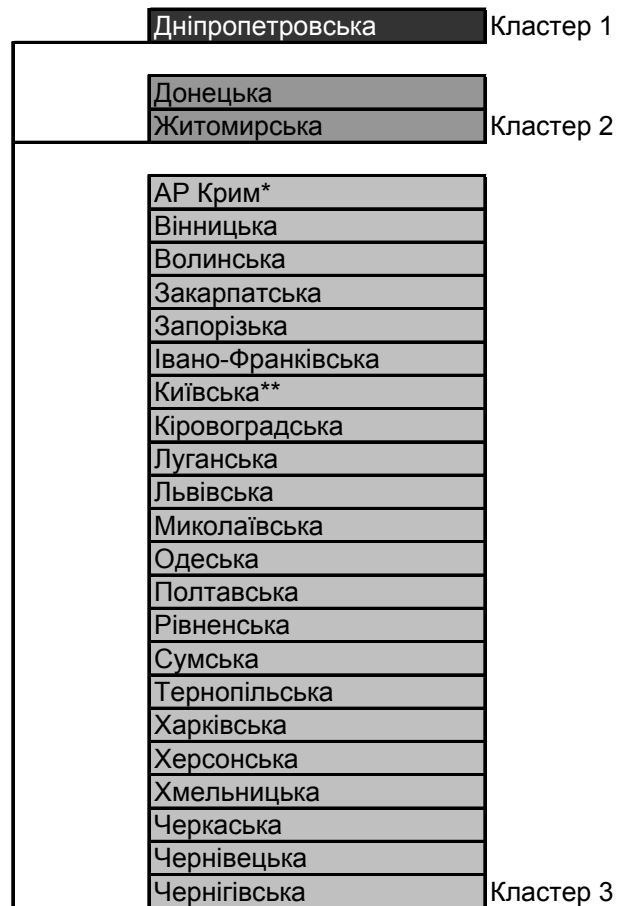 Дніпропетровська Кластер 1
Донецька
Житомирська Кластер 2
АР Крим*
Вінницька
Волинська
Закарпатська
Запорізька
Івано-Франківська
Київська**
Кіровоградська
Луганська
Львівська
Миколаївська
Одеська
Полтавська
Рівненська
Сумська
Тернопільська
Харківська
Херсонська
Хмельницька
Черкаська
Чернівецька
Чернігівська Кластер 3